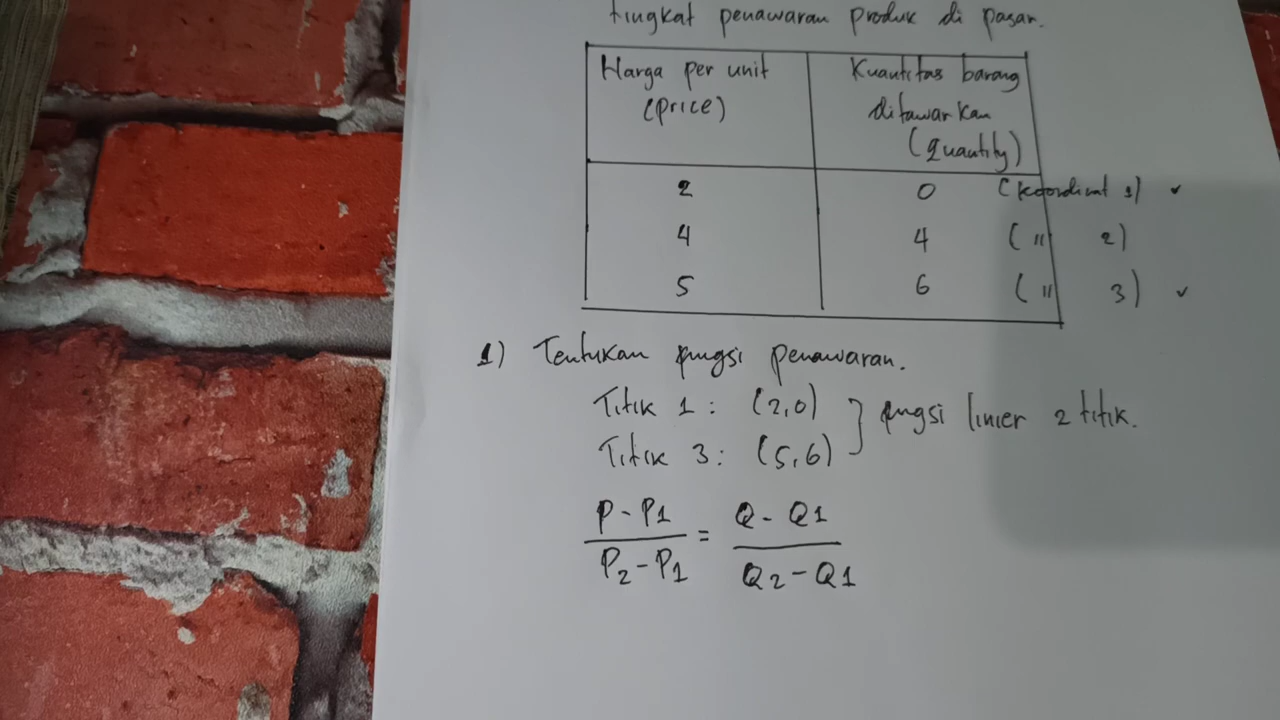 tingkat penawaran produk di pasar.
Harga per unit
(price)
Kuantitas barang
ditawarkan
(quantity)
2 0 (koordinat 1) ✓
4 4 ( " 2)
5 6 ( " 3) ✓
1) Tentukan fungsi penawaran.
Titik 1 : (2,0)
Titik 3 : (5,6)
} fungsi linier 2 titik.
P - P1 / P2 - P1 = Q - Q1 / Q2 - Q1